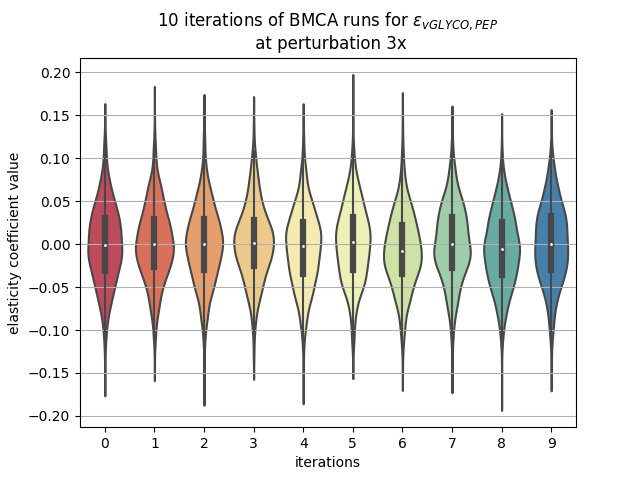 10 iterations of BMCA runs for ε_{vGLYCO,PEP}
at perturbation 3x
elasticity coefficient value
0.20
0.15
0.10
0.05
0.00
−0.05
−0.10
−0.15
−0.20
0 1 2 3 4 5 6 7 8 9
iterations